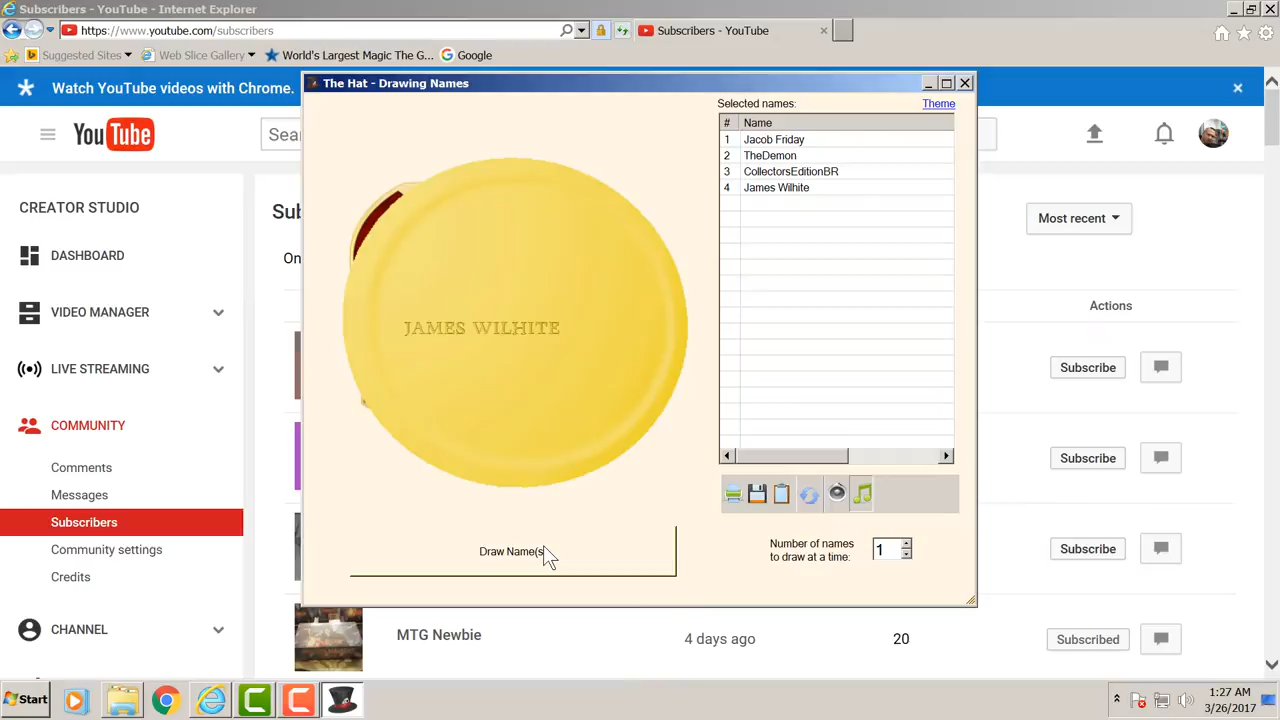 Subscribers - YouTube - Internet Explorer
https://www.youtube.com/subscribers
Subscribers - YouTube
Suggested Sites
Web Slice Gallery
World's Largest Magic The G...
Google
Watch YouTube videos with Chrome.
YouTube
Sea
CREATOR STUDIO
DASHBOARD
VIDEO MANAGER
LIVE STREAMING
COMMUNITY
Comments
Messages
Subscribers
Community settings
Credits
CHANNEL
Sub
On
Most recent
Actions
Subscribe
Subscribe
Subscribe
MTG Newbie
4 days ago
20
Subscribed
The Hat - Drawing Names
Selected names:
Theme
# Name
1 Jacob Friday
2 TheDemon
3 CollectorsEditionBR
4 James Wilhite
JAMES WILHITE
Draw Name(s
Number of names
to draw at a time:
1
Start
1:27 AM
3/26/2017